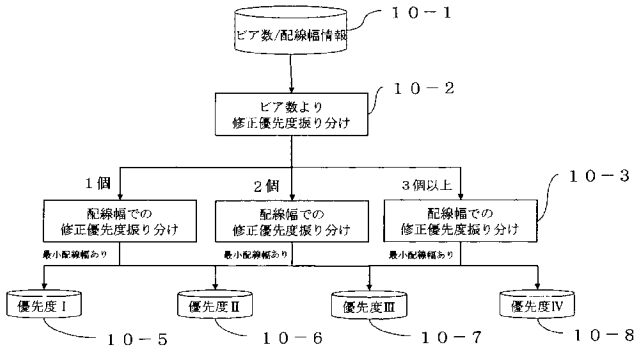 10-1
ビア数/配線幅情報
10-2
ビア数より
修正優先度振り分け
1個
2個
3個以上
10-3
配線幅での
修正優先度振り分け
配線幅での
修正優先度振り分け
配線幅での
修正優先度振り分け
最小配線幅あり
最小配線幅あり
最小配線幅あり
優先度Ⅰ
優先度Ⅱ
優先度Ⅲ
優先度Ⅳ
10-5
10-6
10-7
10-8